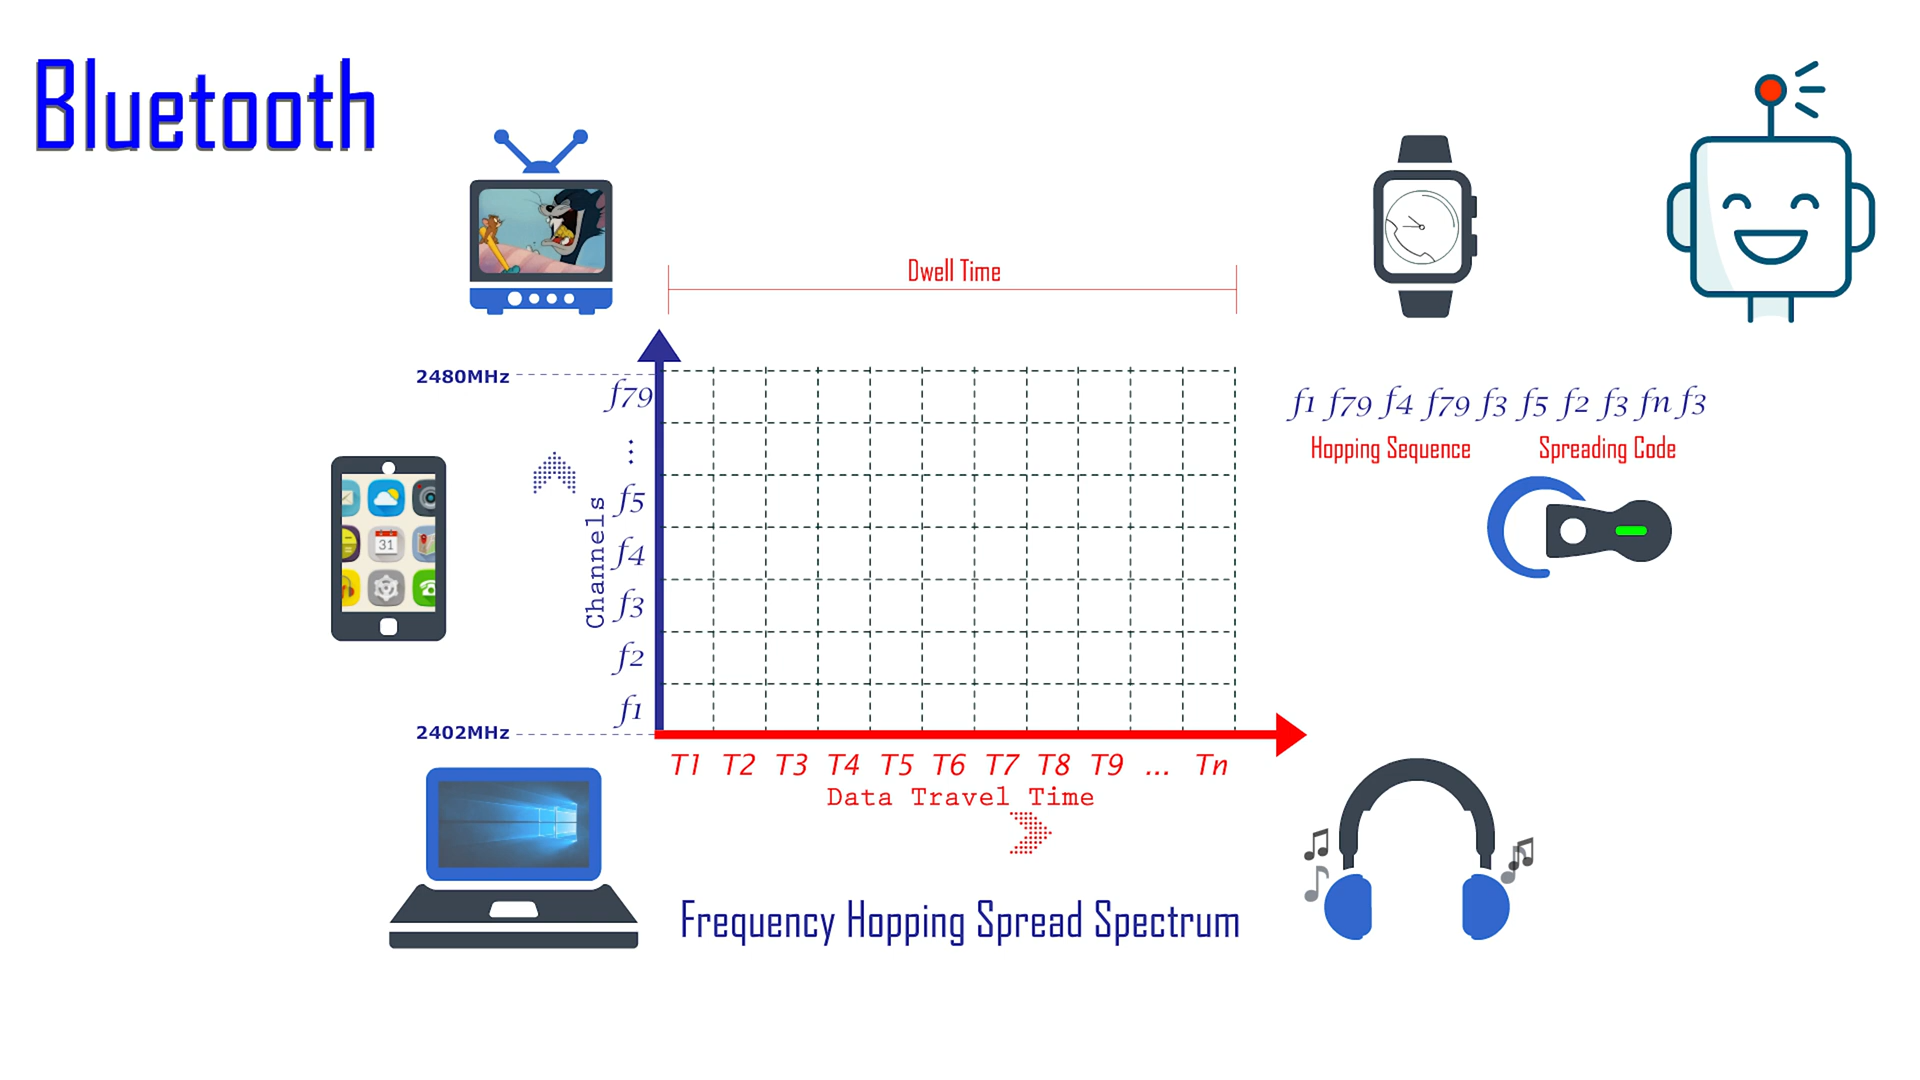 Bluetooth
Dwell Time
2480MHz
f79
⋮
f5
f4
f3
f2
f1
Channels
2402MHz
f1 f79 f4 f79 f3 f5 f2 f3 fn f3
Hopping Sequence
Spreading Code
31
T1 T2 T3 T4 T5 T6 T7 T8 T9 ... Tn
Data Travel Time
Frequency Hopping Spread Spectrum